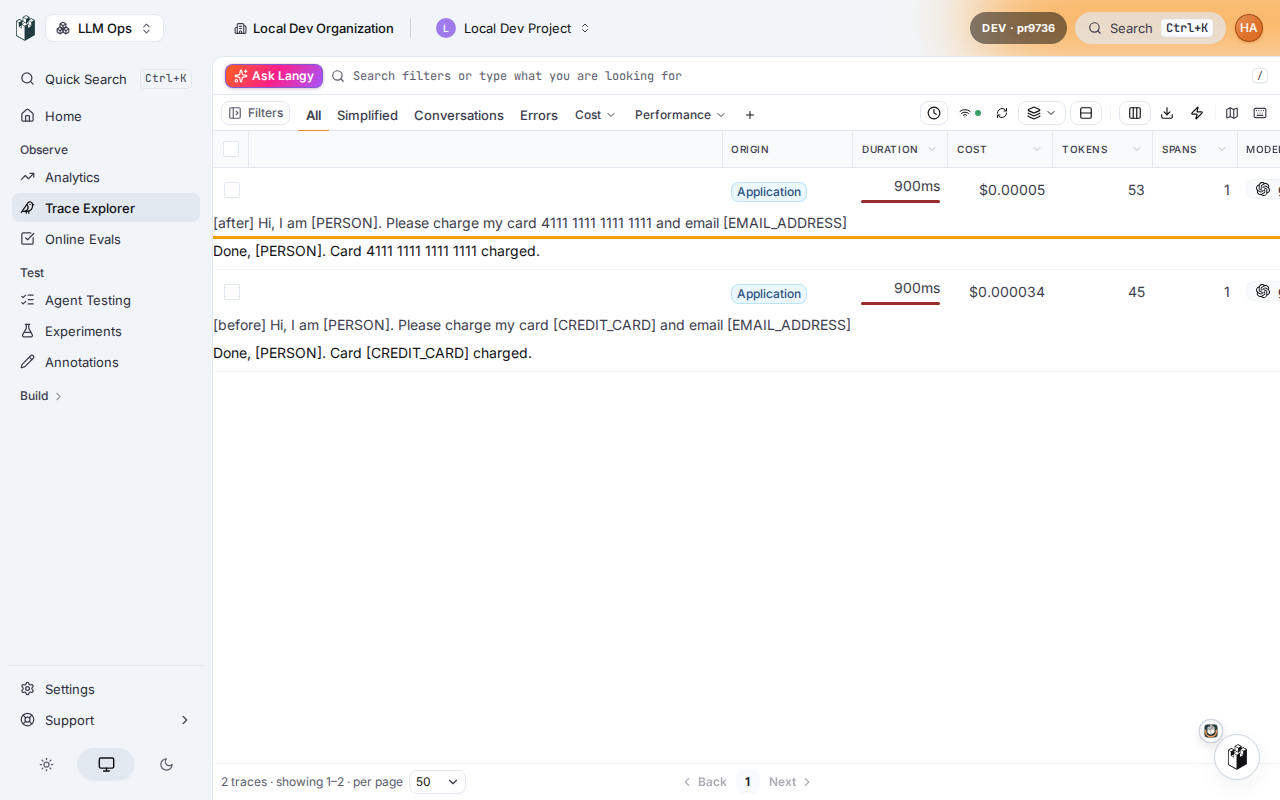 LLM Ops
Local Dev Organization
L
Local Dev Project
DEV · pr9736
Search Ctrl+K
HA
Quick Search Ctrl+K
Home
Observe
Analytics
Trace Explorer
Online Evals
Test
Agent Testing
Experiments
Annotations
Build
Settings
Support
Ask Langy
Search filters or type what you are looking for
/
Filters
All
Simplified
Conversations
Errors
Cost
Performance
+
ORIGIN
DURATION
COST
TOKENS
SPANS
MODE
Application 900ms $0.00005 53 1
[after] Hi, I am [PERSON]. Please charge my card 4111 1111 1111 1111 and email [EMAIL_ADDRESS]
Done, [PERSON]. Card 4111 1111 1111 1111 charged.
Application 900ms $0.000034 45 1
[before] Hi, I am [PERSON]. Please charge my card [CREDIT_CARD] and email [EMAIL_ADDRESS]
Done, [PERSON]. Card [CREDIT_CARD] charged.
2 traces · showing 1–2 · per page 50
Back 1 Next